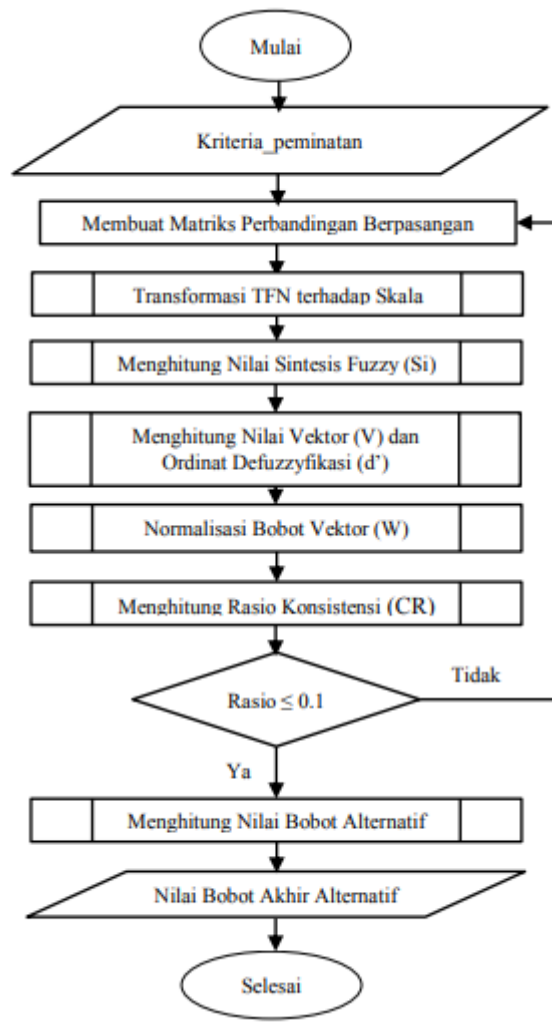 Mulai
Kriteria_peminatan
Membuat Matriks Perbandingan Berpasangan
Transformasi TFN terhadap Skala
Menghitung Nilai Sintesis Fuzzy (Si)
Menghitung Nilai Vektor (V) dan
Ordinat Defuzzyfikasi (d’)
Normalisasi Bobot Vektor (W)
Menghitung Rasio Konsistensi (CR)
Rasio ≤ 0.1
Tidak
Ya
Menghitung Nilai Bobot Alternatif
Nilai Bobot Akhir Alternatif
Selesai